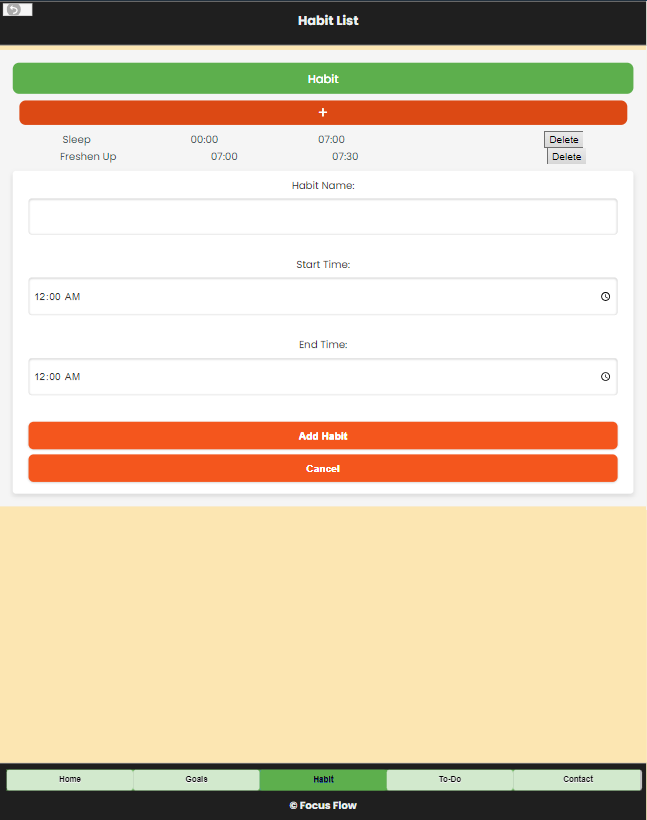 Habit List
Habit
+
Sleep 00:00 07:00 Delete
Freshen Up 07:00 07:30 Delete
Habit Name:
Start Time:
12:00 AM
End Time:
12:00 AM
Add Habit
Cancel
Home Goals Habit To-Do Contact
© Focus Flow